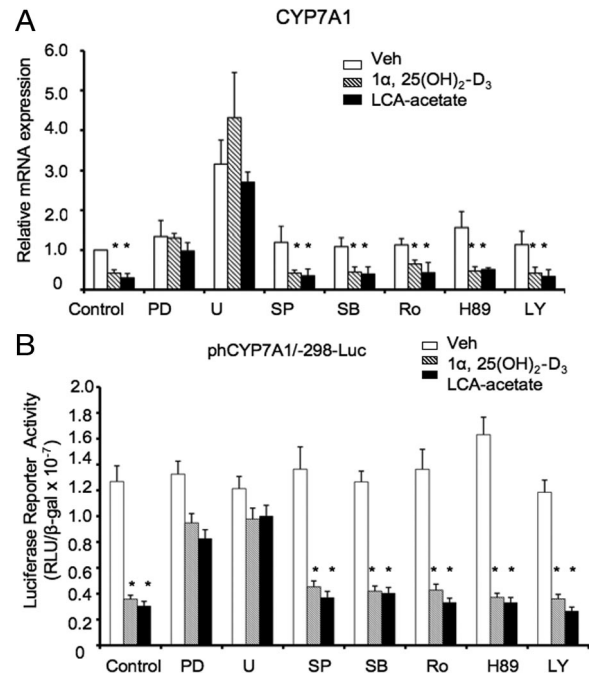 A
CYP7A1
Veh
1α, 25(OH)₂-D₃
LCA-acetate
Relative mRNA expression
6.0
5.0
4.0
3.0
2.0
1.0
0
* * * * * * * * * * * *
Control PD U SP SB Ro H89 LY
B
phCYP7A1/-298-Luc
Veh
1α, 25(OH)₂-D₃
LCA-acetate
Luciferase Reporter Activity
(RLU/β-gal x 10⁻⁷)
2.0
1.6
1.6
1.2
1.0
0.8
0.6
0.4
0.2
0
* * * * * * * * * * * *
Control PD U SP SB Ro H89 LY